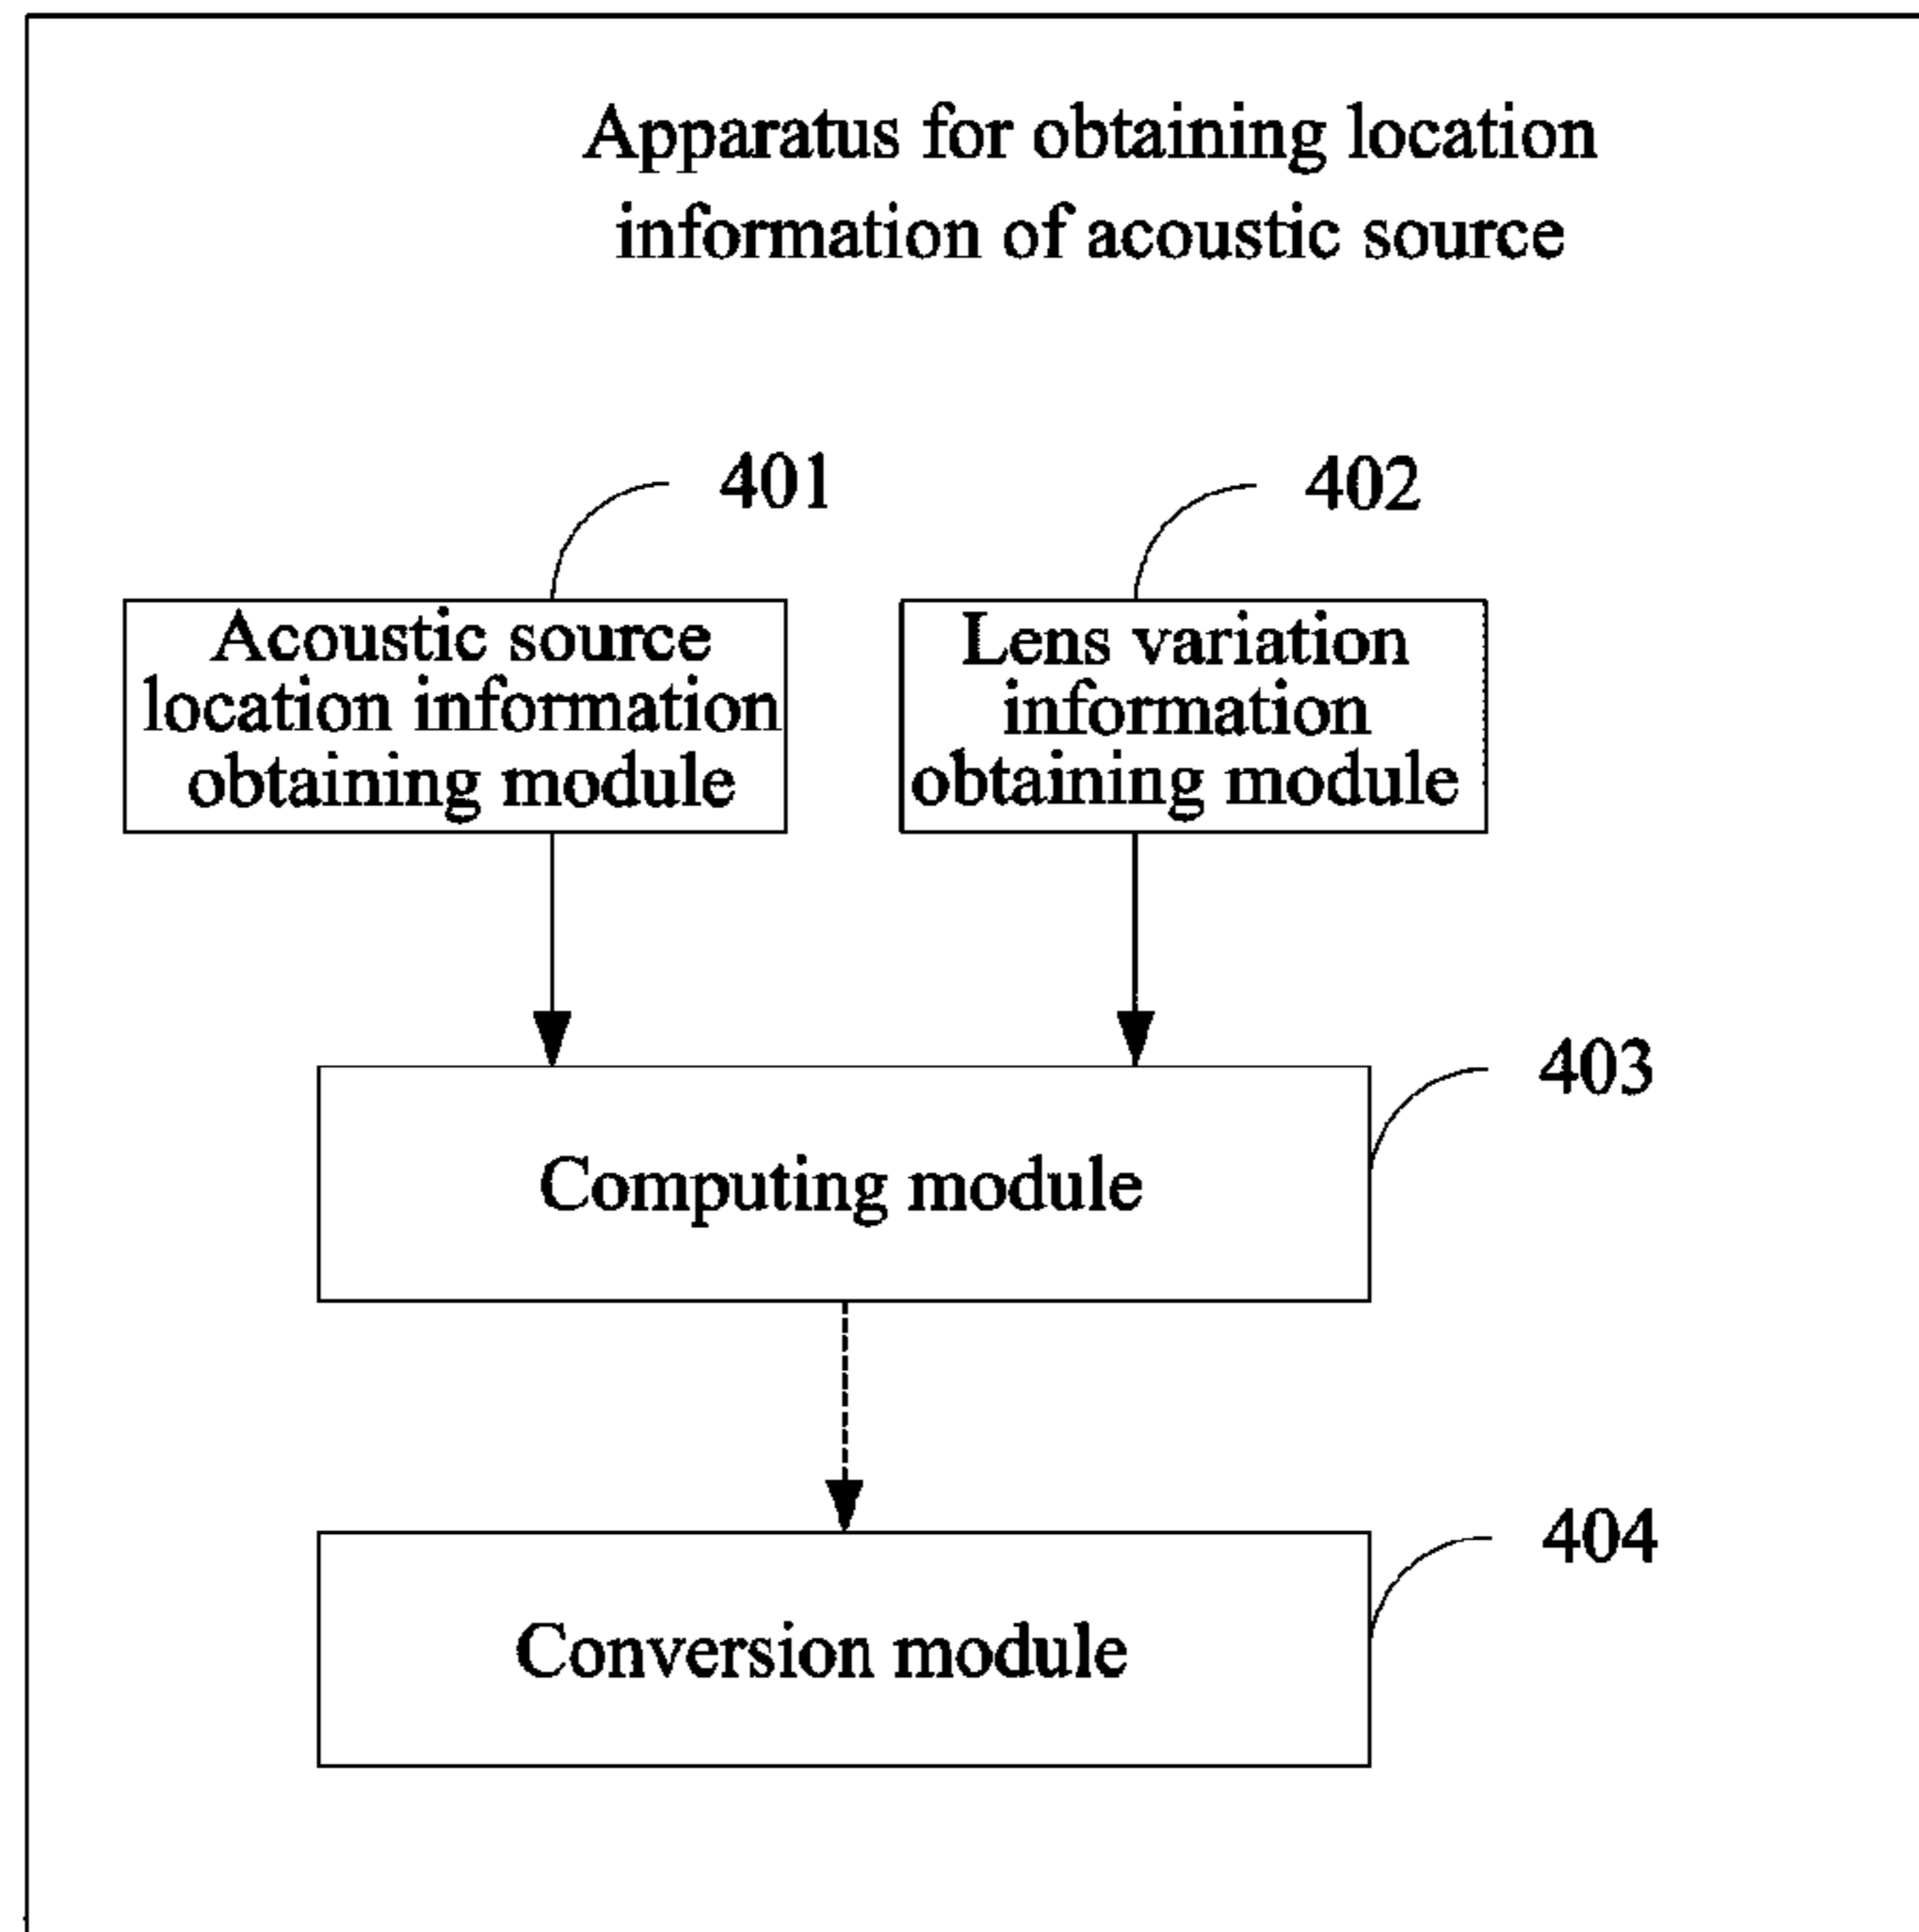 Apparatus for obtaining location
information of acoustic source
401
402
Acoustic source
location information
obtaining module
Lens variation
information
obtaining module
403
Computing module
404
Conversion module